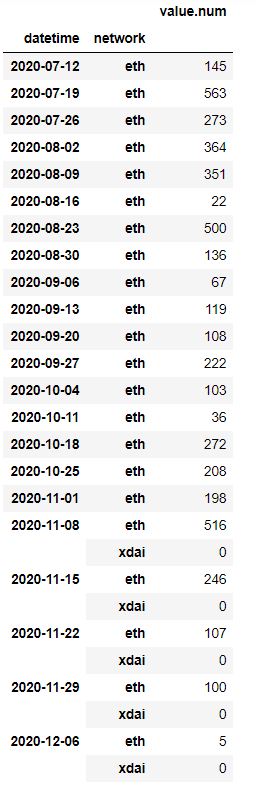 value.num
datetime network
2020-07-12 eth 145
2020-07-19 eth 563
2020-07-26 eth 273
2020-08-02 eth 364
2020-08-09 eth 351
2020-08-16 eth 22
2020-08-23 eth 500
2020-08-30 eth 136
2020-09-06 eth 67
2020-09-13 eth 119
2020-09-20 eth 108
2020-09-27 eth 222
2020-10-04 eth 103
2020-10-11 eth 36
2020-10-18 eth 272
2020-10-25 eth 208
2020-11-01 eth 198
2020-11-08 eth 516
xdai 0
2020-11-15 eth 246
xdai 0
2020-11-22 eth 107
xdai 0
2020-11-29 eth 100
xdai 0
2020-12-06 eth 5
xdai 0